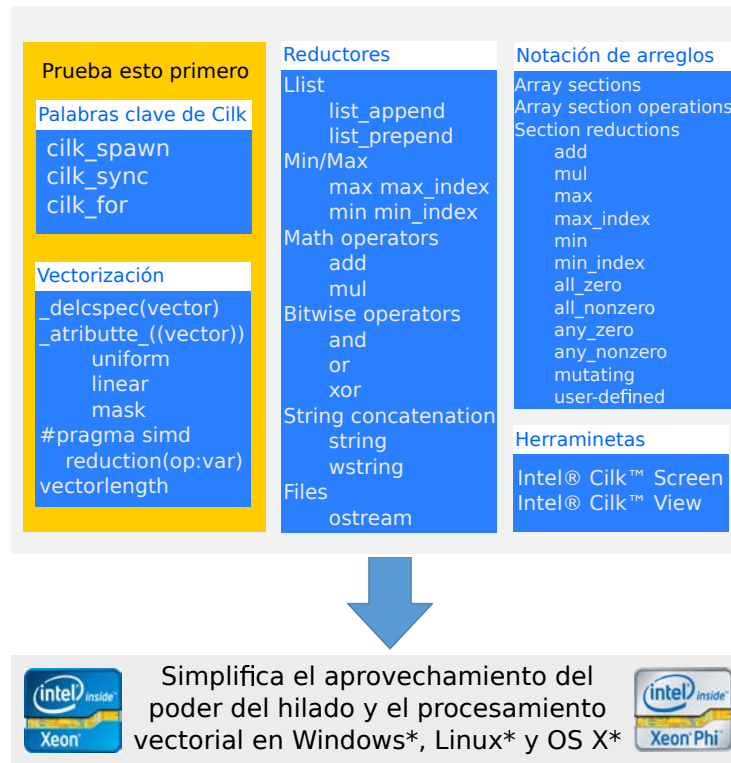 Prueba esto primero
Palabras clave de Cilk
cilk_spawn
cilk_sync
cilk_for
Vectorización
_delcspec(vector)
_atributte_((vector))
uniform
linear
mask
#pragma simd
reduction(op:var)
vectorlength
Reductores
Llist
list_append
list_prepend
Min/Max
max max_index
min min_index
Math operators
add
mul
Bitwise operators
and
or
xor
String concatenation
string
wstring
Files
ostream
Notación de arreglos
Array sections
Array section operations
Section reductions
add
mul
max
max_index
min
min_index
all_zero
all_nonzero
any_zero
any_nonzero
mutating
user-defined
Herraminetas
Intel® Cilk™ Screen
Intel® Cilk™ View
Simplifica el aprovechamiento del
poder del hilado y el procesamiento
vectorial en Windows*, Linux* y OS X*
intel inside™
Xeon®
intel inside™
Xeon®Phi™